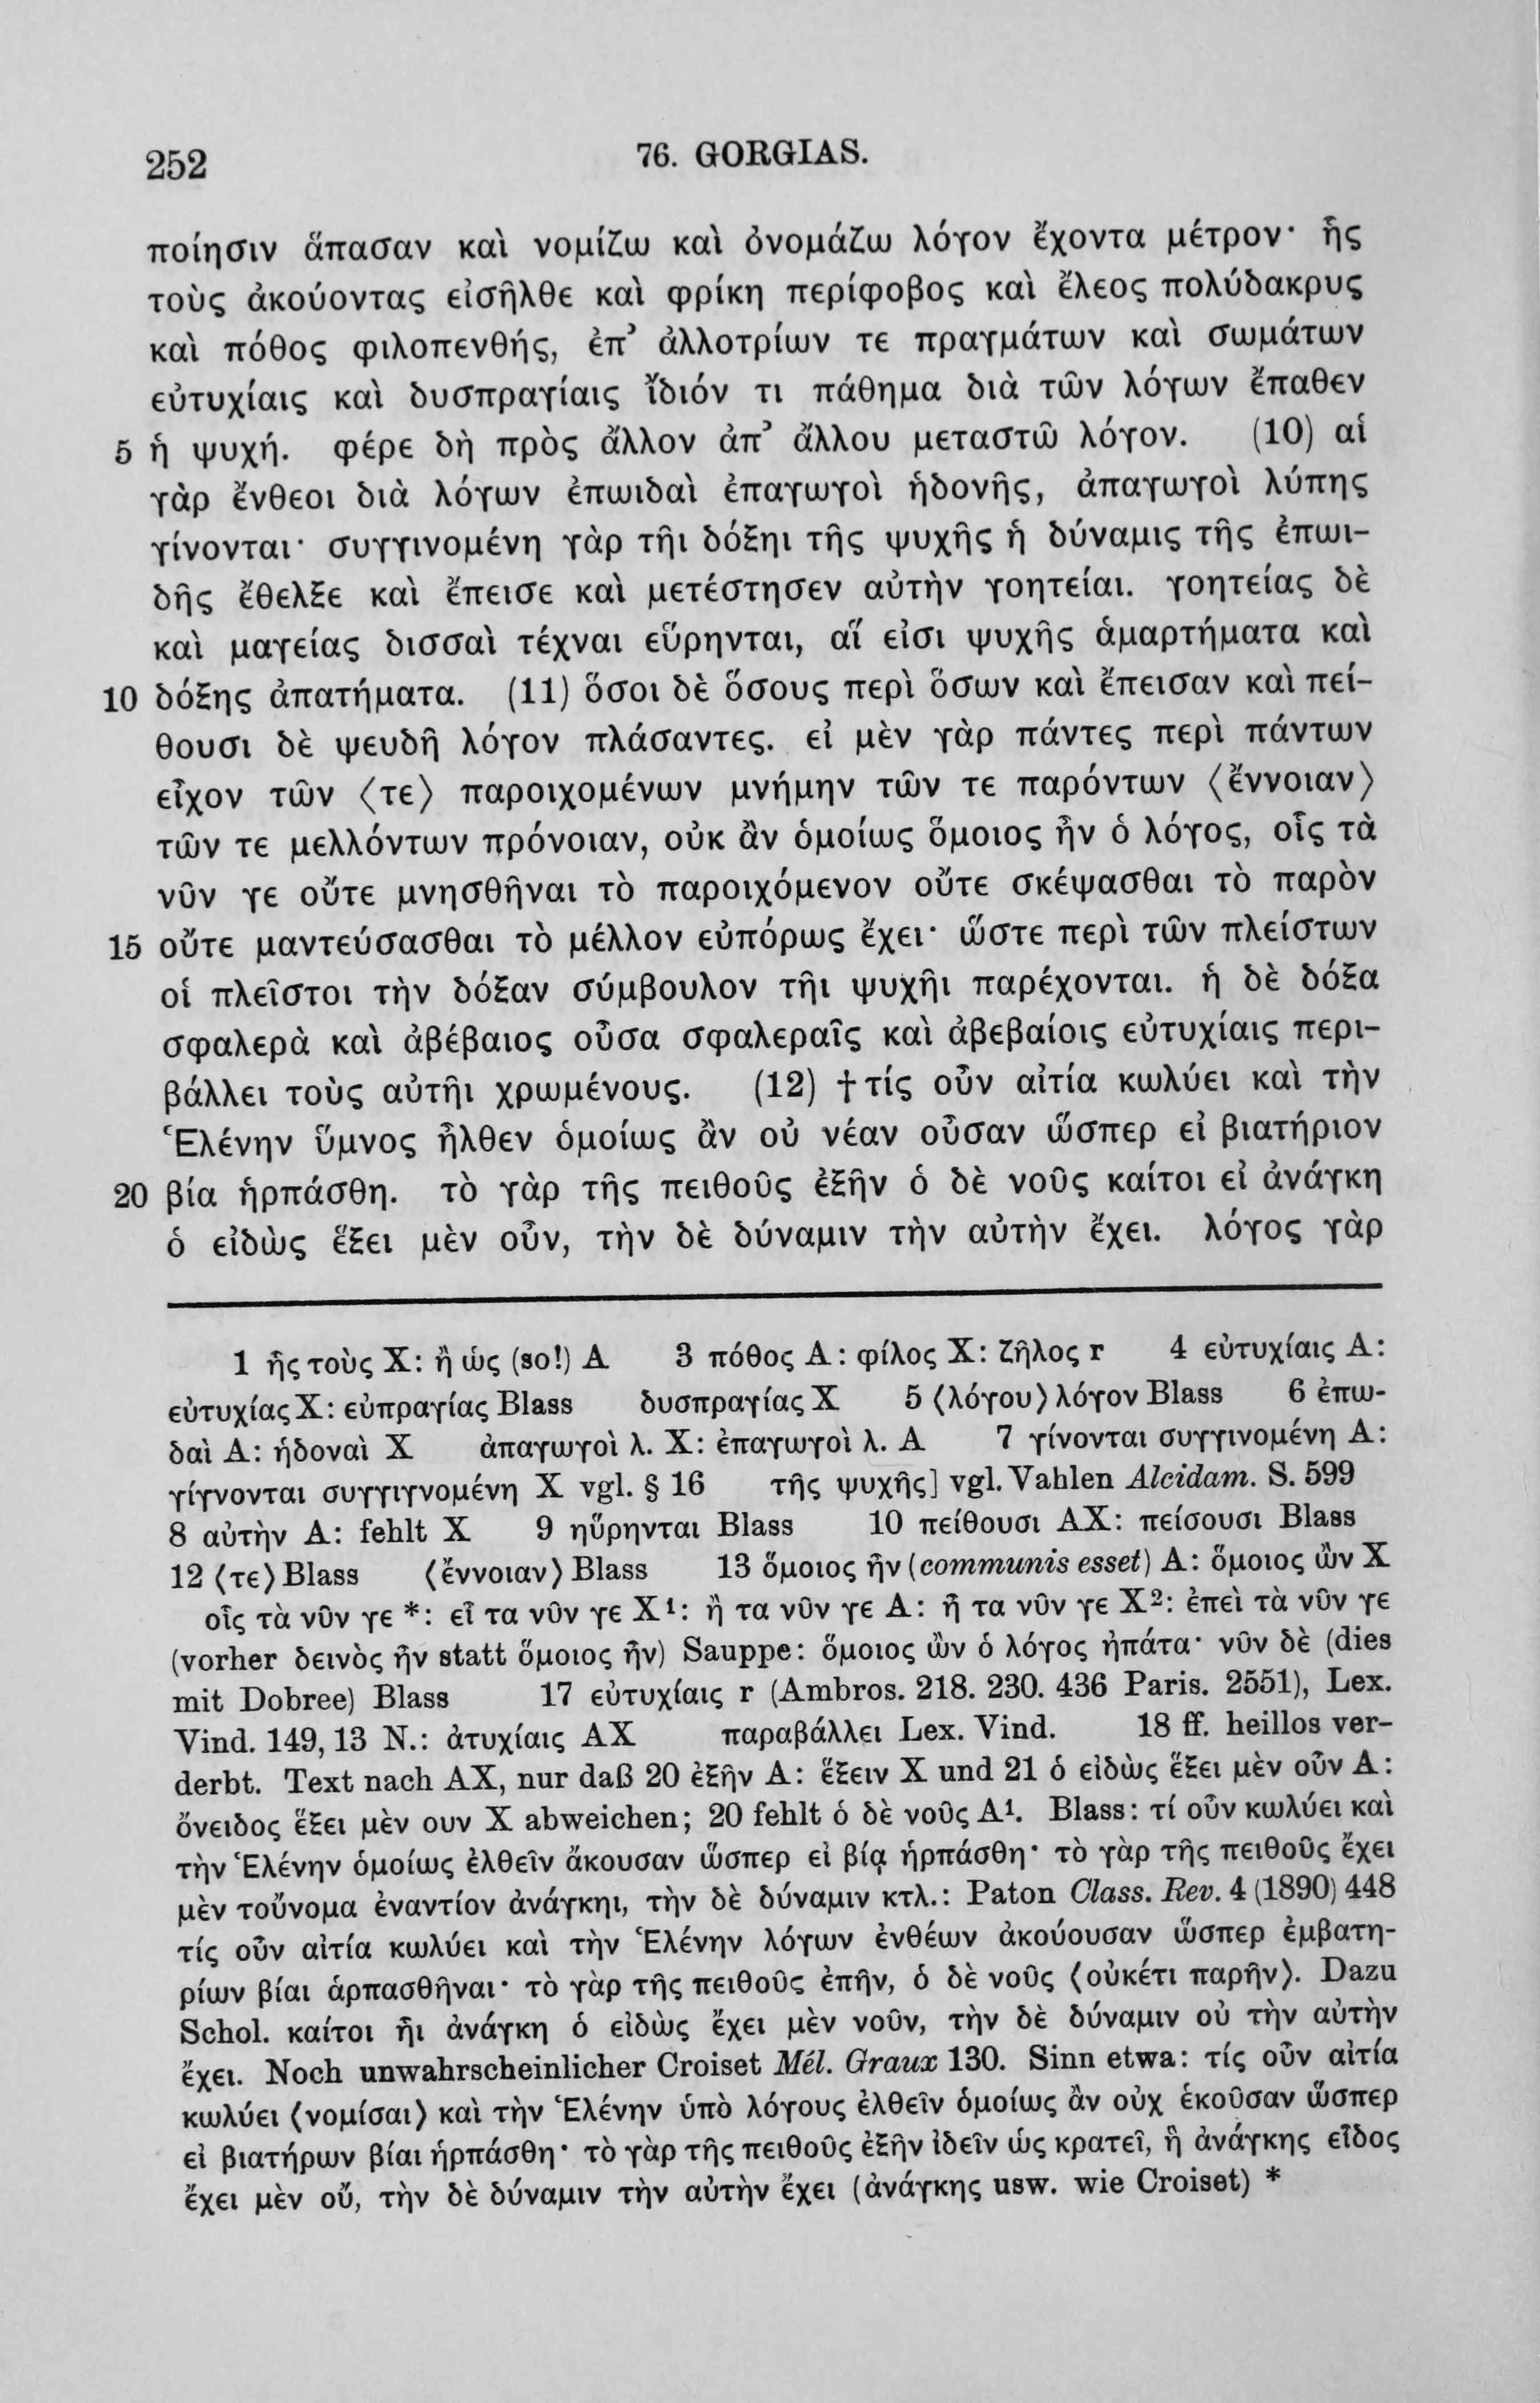 252
76. GORGIAS.
ποίησιν ἅπασαν καὶ νομίζω καὶ ὀνομάζω λόγον ἔχοντα μέτρον· ἧς
τοὺς ἀκούοντας εἰσῆλθε καὶ φρίκη περίφοβος καὶ ἔλεος πολύδακρυς
καὶ πόθος φιλοπενθής, ἐπ’ ἀλλοτρίων τε πραγμάτων καὶ σωμάτων
εὐτυχίαις καὶ δυσπραγίαις ἴδιόν τι πάθημα διὰ τῶν λόγων ἔπαθεν
5 ἡ ψυχή. φέρε δὴ πρὸς ἄλλον ἀπ’ ἄλλου μεταστῶ λόγον. (10) αἱ
γὰρ ἔνθεοι διὰ λόγων ἐπωιδαὶ ἐπαγωγοὶ ἡδονῆς, ἀπαγωγοὶ λύπης
γίνονται· συγγινομένη γὰρ τῆι δόξηι τῆς ψυχῆς ἡ δύναμις τῆς ἐπωι-
δῆς ἔθελξε καὶ ἔπεισε καὶ μετέστησεν αὐτὴν γοητείαι. γοητείας δὲ
καὶ μαγείας δισσαὶ τέχναι εὕρηνται, αἵ εἰσι ψυχῆς ἁμαρτήματα καὶ
10 δόξης ἀπατήματα. (11) ὅσοι δὲ ὅσους περὶ ὅσων καὶ ἔπεισαν καὶ πεί-
θουσι δὲ ψευδῆ λόγον πλάσαντες. εἰ μὲν γὰρ πάντες περὶ πάντων
εἶχον τῶν ⟨τε⟩ παροιχομένων μνήμην τῶν τε παρόντων ⟨ἔννοιαν⟩
τῶν τε μελλόντων πρόνοιαν, οὐκ ἂν ὁμοίως ὅμοιος ἦν ὁ λόγος, οἷς τὰ
νῦν γε οὔτε μνησθῆναι τὸ παροιχόμενον οὔτε σκέψασθαι τὸ παρὸν
15 οὔτε μαντεύσασθαι τὸ μέλλον εὐπόρως ἔχει· ὥστε περὶ τῶν πλείστων
οἱ πλεῖστοι τὴν δόξαν σύμβουλον τῆι ψυχῆι παρέχονται. ἡ δὲ δόξα
σφαλερὰ καὶ ἀβέβαιος οὖσα σφαλεραῖς καὶ ἀβεβαίοις εὐτυχίαις περι-
βάλλει τοὺς αὐτῆι χρωμένους. (12) † τίς οὖν αἰτία κωλύει καὶ τὴν
Ἑλένην ὕμνος ἦλθεν ὁμοίως ἂν οὐ νέαν οὖσαν ὥσπερ εἰ βιατήριον
20 βία ἡρπάσθη. τὸ γὰρ τῆς πειθοῦς ἐξῆν ὁ δὲ νοῦς καίτοι εἰ ἀνάγκη
ὁ εἰδὼς ἕξει μὲν οὖν, τὴν δὲ δύναμιν τὴν αὐτὴν ἔχει. λόγος γὰρ
1 ἧς τοὺς X: ἢ ὡς (so!) A 3 πόθος A: φίλος X: ζῆλος r 4 εὐτυχίαις A:
εὐτυχίας X: εὐπραγίας Blass δυσπραγίας X 5 ⟨λόγου⟩ λόγον Blass 6 ἐπω-
δαὶ A: ἡδοναὶ X ἀπαγωγοὶ λ. X: ἐπαγωγοὶ λ. A 7 γίνονται συγγινομένη A:
γίγνονται συγγιγνομένη X vgl. § 16 τῆς ψυχῆς] vgl. Vahlen Alcidam. S. 599
8 αὐτὴν A: fehlt X 9 ηὕρηνται Blass 10 πείθουσι AX: πείσουσι Blass
12 ⟨τε⟩ Blass ⟨ἔννοιαν⟩ Blass 13 ὅμοιος ἦν (communis esset) A: ὅμοιος ὢν X
οἷς τὰ νῦν γε *: εἶ τα νῦν γε X¹: ἢ τα νῦν γε A: ἦ τα νῦν γε X²: ἐπεὶ τὰ νῦν γε
(vorher δεινὸς ἦν statt ὅμοιος ἦν) Sauppe: ὅμοιος ὢν ὁ λόγος ἠπάτα· νῦν δὲ (dies
mit Dobree) Blass 17 εὐτυχίαις r (Ambros. 218. 230. 436 Paris. 2551), Lex.
Vind. 149, 13 N.: ἀτυχίαις AX παραβάλλει Lex. Vind. 18 ff. heillos ver-
derbt. Text nach AX, nur daß 20 ἐξῆν A: ἕξειν X und 21 ὁ εἰδὼς ἕξει μὲν οὖν A:
ὄνειδος ἕξει μὲν ουν X abweichen; 20 fehlt ὁ δὲ νοῦς A¹. Blass: τί οὖν κωλύει καὶ
τὴν Ἑλένην ὁμοίως ἐλθεῖν ἄκουσαν ὥσπερ εἰ βίᾳ ἡρπάσθη· τὸ γὰρ τῆς πειθοῦς ἔχει
μὲν τοὔνομα ἐναντίον ἀνάγκηι, τὴν δὲ δύναμιν κτλ.: Paton Class. Rev. 4 (1890) 448
τίς οὖν αἰτία κωλύει καὶ τὴν Ἑλένην λόγων ἐνθέων ἀκούουσαν ὥσπερ ἐμβατη-
ρίων βίαι ἁρπασθῆναι· τὸ γὰρ τῆς πειθοῦς ἐπῆν, ὁ δὲ νοῦς ⟨οὐκέτι παρῆν⟩. Dazu
Schol. καίτοι ἧι ἀνάγκη ὁ εἰδὼς ἔχει μὲν νοῦν, τὴν δὲ δύναμιν οὐ τὴν αὐτὴν
ἔχει. Noch unwahrscheinlicher Croiset Mél. Graux 130. Sinn etwa: τίς οὖν αἰτία
κωλύει ⟨νομίσαι⟩ καὶ τὴν Ἑλένην ὑπὸ λόγους ἐλθεῖν ὁμοίως ἂν οὐχ ἑκοῦσαν ὥσπερ
εἰ βιατήρων βίαι ἡρπάσθη· τὸ γὰρ τῆς πειθοῦς ἐξῆν ἰδεῖν ὡς κρατεῖ, ἢ ἀνάγκης εἶδος
ἔχει μὲν οὔ, τὴν δὲ δύναμιν τὴν αὐτὴν ἔχει (ἀνάγκης usw. wie Croiset) *